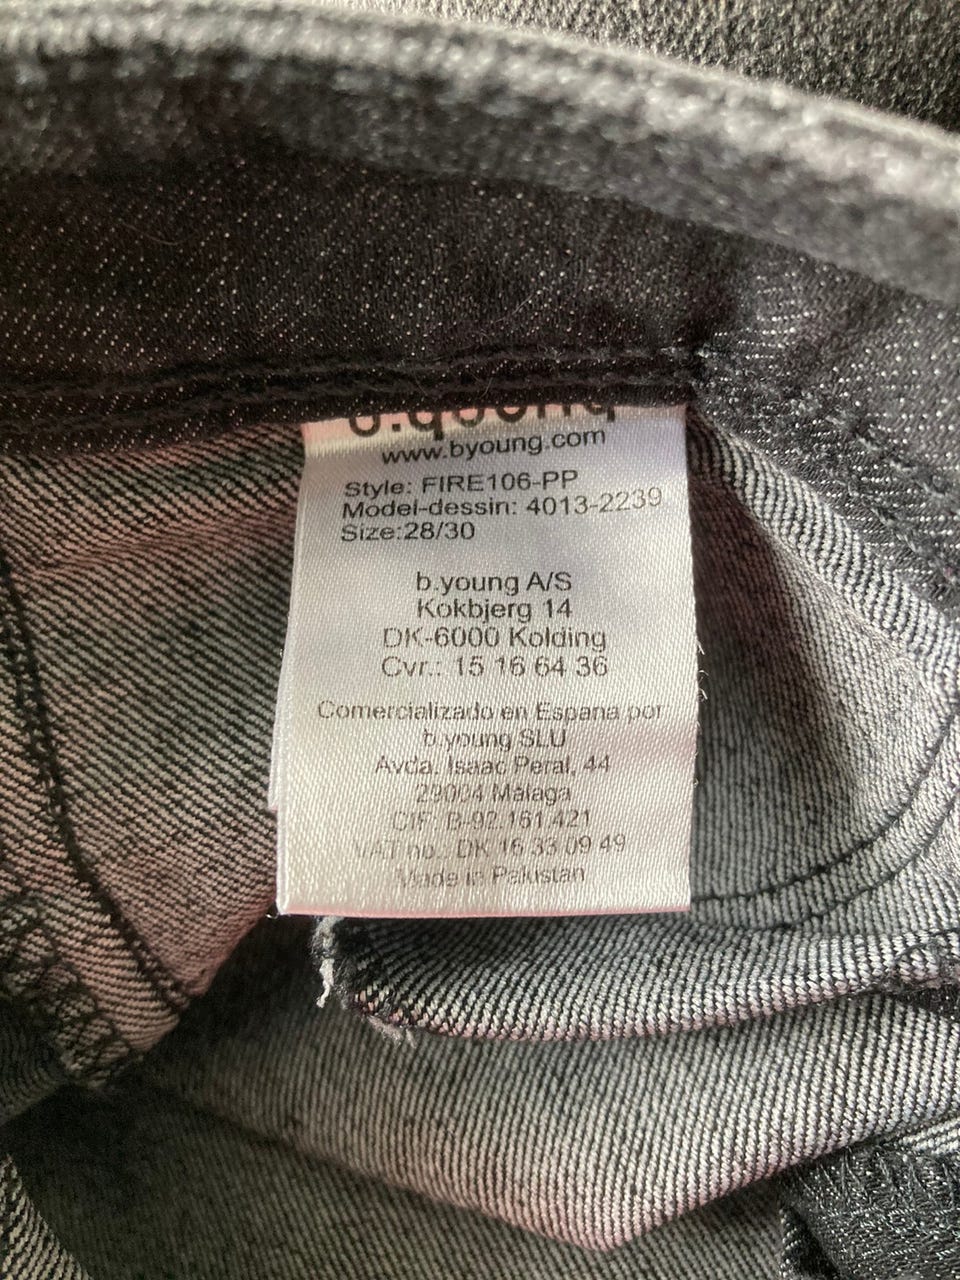 b.young
www.byoung.com
Style: FIRE106-PP
Model-dessin: 4013-2239
Size:28/30
b.young A/S
Kokbjerg 14
DK-6000 Kolding
Cvr.: 15 16 64 36
Comercializado en Espana por
b.young SLU
Avda. Isaac Peral, 44
29004 Malaga
CIF: B-92.161.421
VAT no.: DK 16 33 09 49
Made in Pakistan